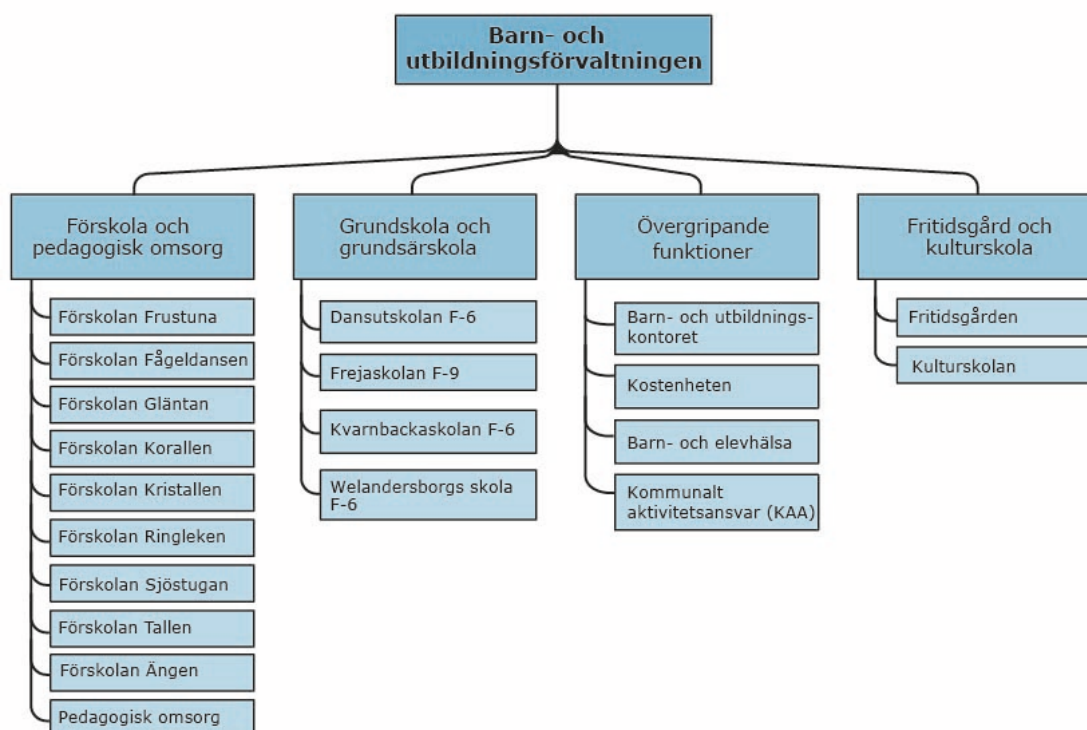 Barn- och
utbildningsförvaltningen
Förskola och
pedagogisk omsorg
Förskolan Frustuna
Förskolan Fågeldansen
Förskolan Gläntan
Förskolan Korallen
Förskolan Kristallen
Förskolan Ringleken
Förskolan Sjöstugan
Förskolan Tallen
Förskolan Ängen
Pedagogisk omsorg
Grundskola och
grundsärskola
Dansutskolan F-6
Frejaskolan F-9
Kvarnbackaskolan F-6
Welandersborgs skola
F-6
Övergripande
funktioner
Barn- och utbildnings-
kontoret
Kostenheten
Barn- och elevhälsa
Kommunalt
aktivitetsansvar (KAA)
Fritidsgård och
kulturskola
Fritidsgården
Kulturskolan